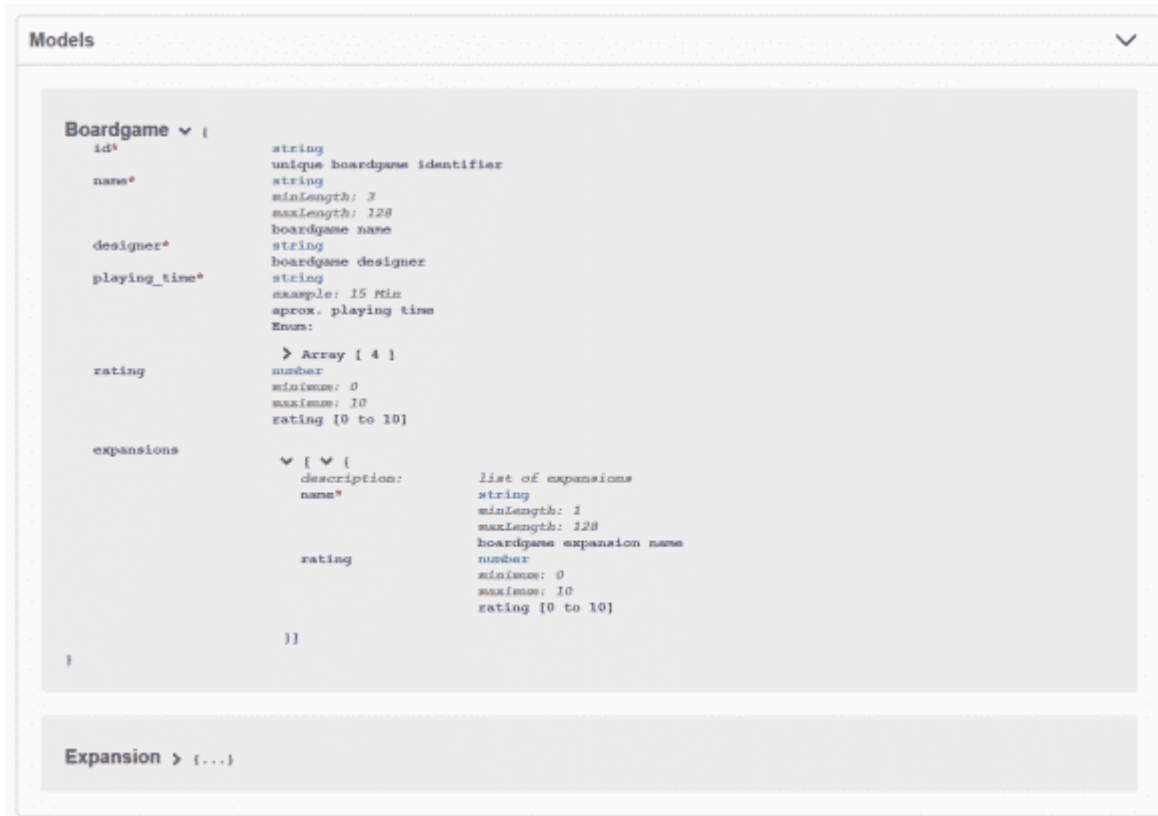 Models
Boardgame {
id* string
unique boardgame identifier
name* string
minLength: 3
maxLength: 128
boardgame name
designer* string
boardgame designer
playing_time* string
example: 15 Min
aprox. playing time
Enum:
Array [ 4 ]
rating number
minimum: 0
maximum: 10
rating [0 to 10]
expansions
[ {
description: list of expansions
name* string
minLength: 1
maxLength: 128
boardgame expansion name
rating number
minimum: 0
maximum: 10
rating [0 to 10]
}]
}
Expansion {...}